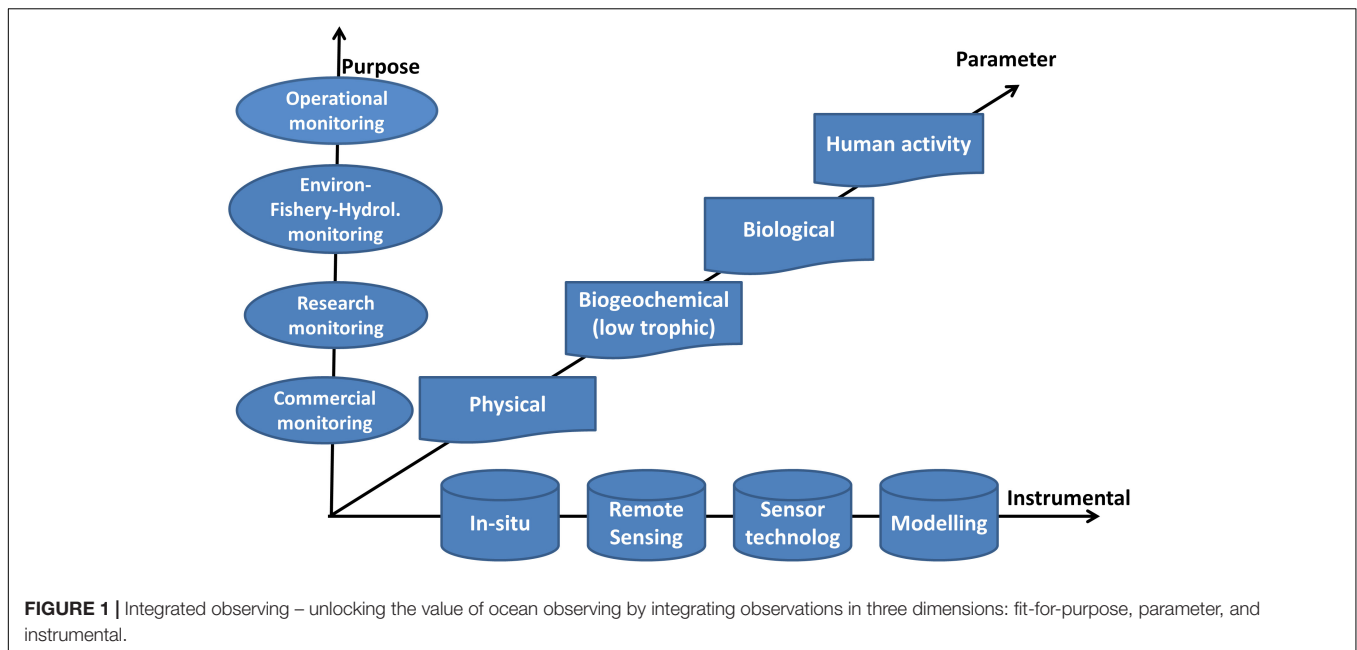 Purpose
Operational
monitoring
Environ-
Fishery-Hydrol.
monitoring
Research
monitoring
Commercial
monitoring
Parameter
Human activity
Biological
Biogeochemical
(low trophic)
Physical
In-situ
Remote
Sensing
Sensor
technolog
Modelling
Instrumental
FIGURE 1 | Integrated observing – unlocking the value of ocean observing by integrating observations in three dimensions: fit-for-purpose, parameter, and
instrumental.